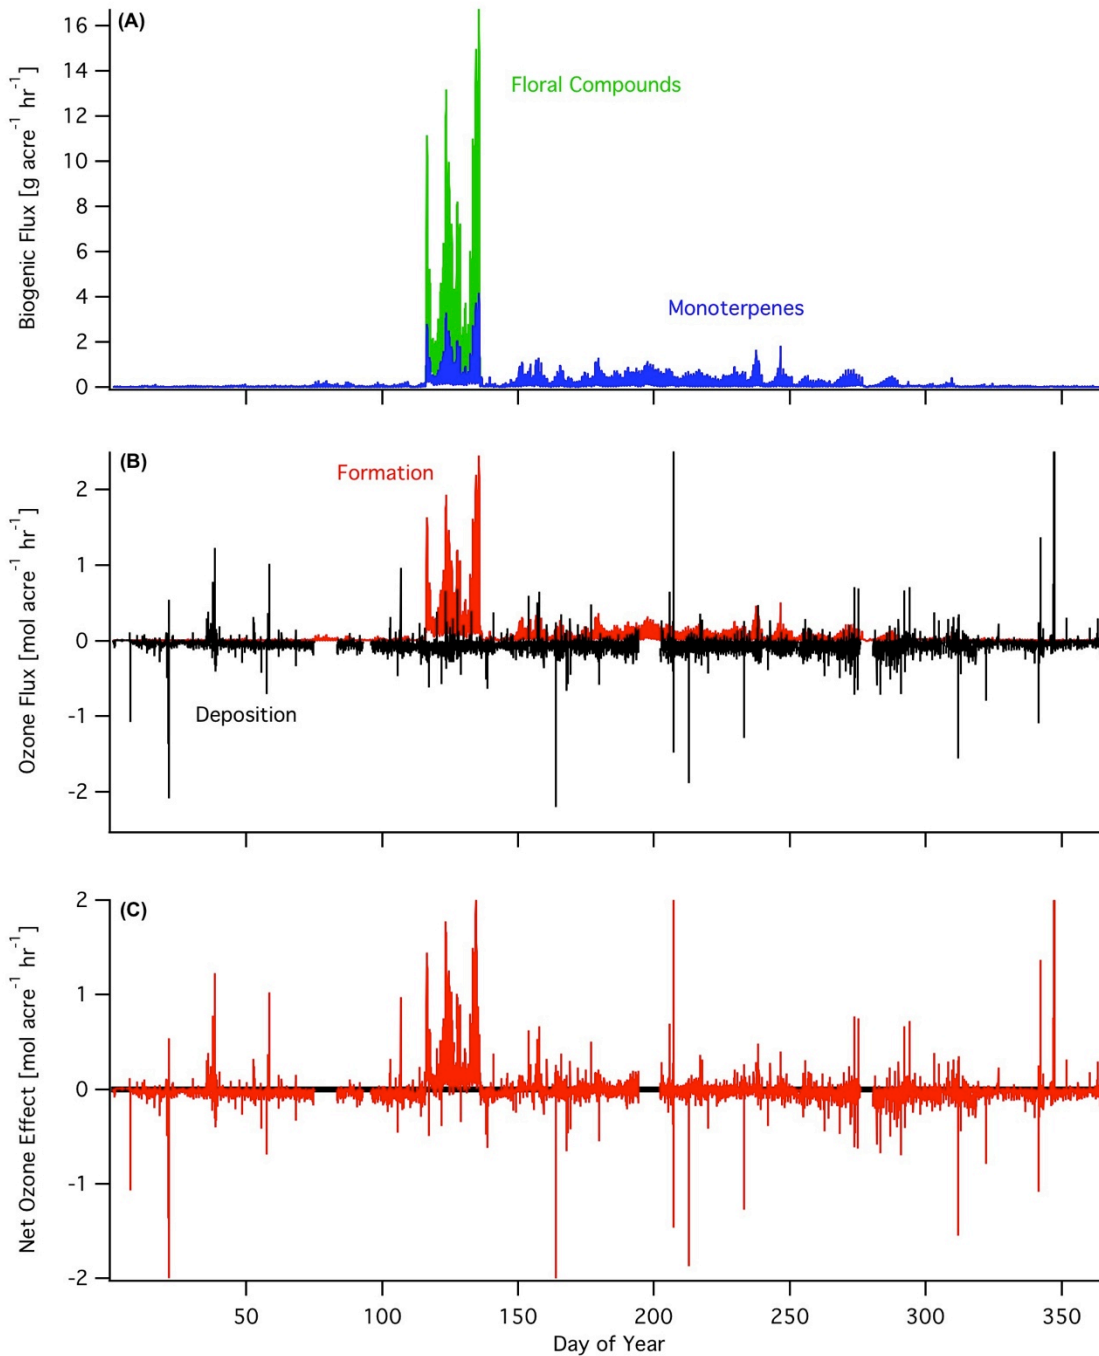 (A)
Biogenic Flux [g acre⁻¹ hr⁻¹]
16
14
12
10
8
6
4
2
0
Floral Compounds
Monoterpenes
(B)
Ozone Flux [mol acre⁻¹ hr⁻¹]
2
1
0
-1
-2
Formation
Deposition
(C)
Net Ozone Effect [mol acre⁻¹ hr⁻¹]
2
1
0
-1
-2
50 100 150 200 250 300 350
Day of Year